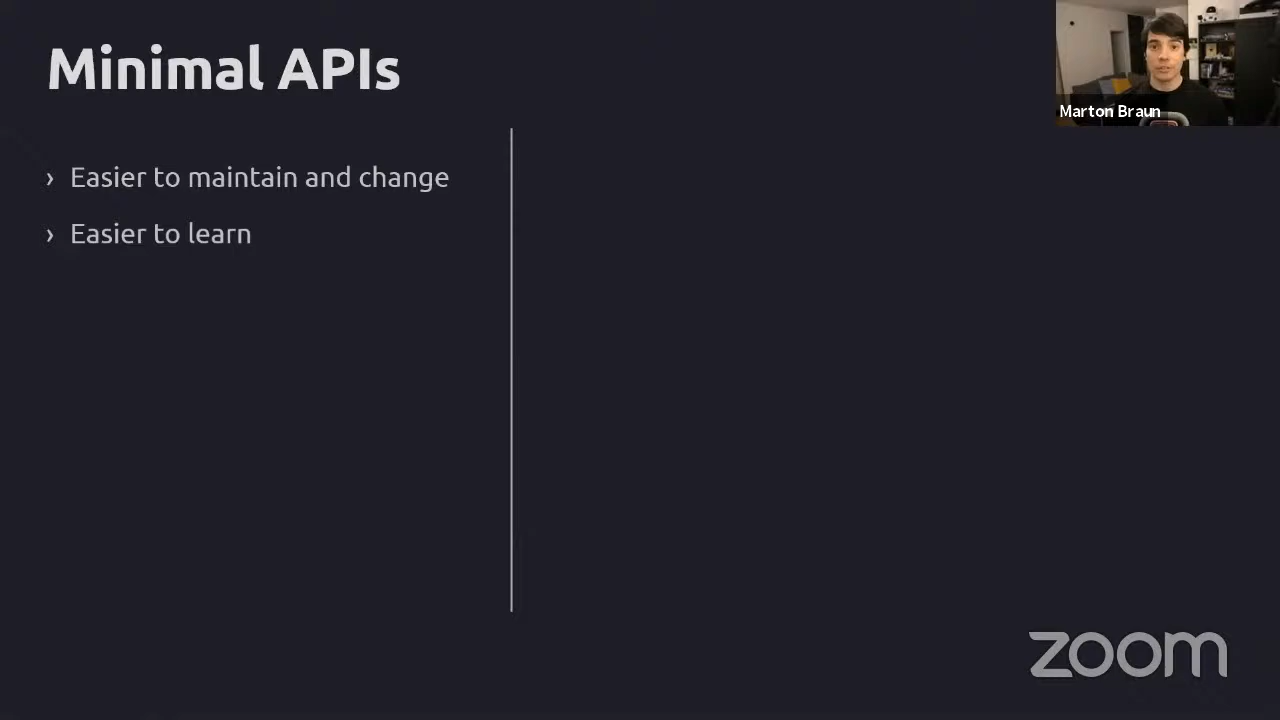 Minimal APIs
Marton Braun
› Easier to maintain and change
› Easier to learn
zoom